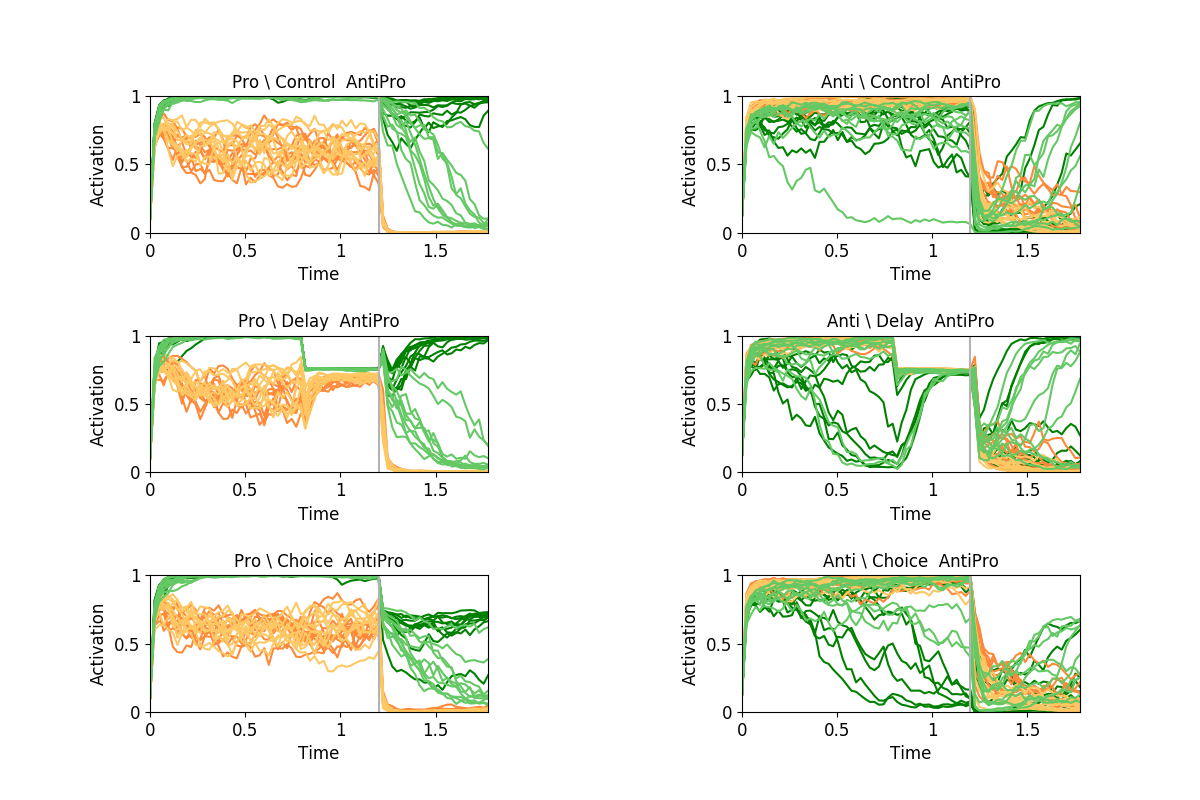 Pro \ Control  AntiPro
1
0.5
0
Activation
0
0.5
1
1.5
Time
Anti \ Control  AntiPro
1
0.5
0
Activation
0
0.5
1
1.5
Time
Pro \ Delay  AntiPro
1
0.5
0
Activation
0
0.5
1
1.5
Time
Anti \ Delay  AntiPro
1
0.5
0
Activation
0
0.5
1
1.5
Time
Pro \ Choice  AntiPro
1
0.5
0
Activation
0
0.5
1
1.5
Time
Anti \ Choice  AntiPro
1
0.5
0
Activation
0
0.5
1
1.5
Time